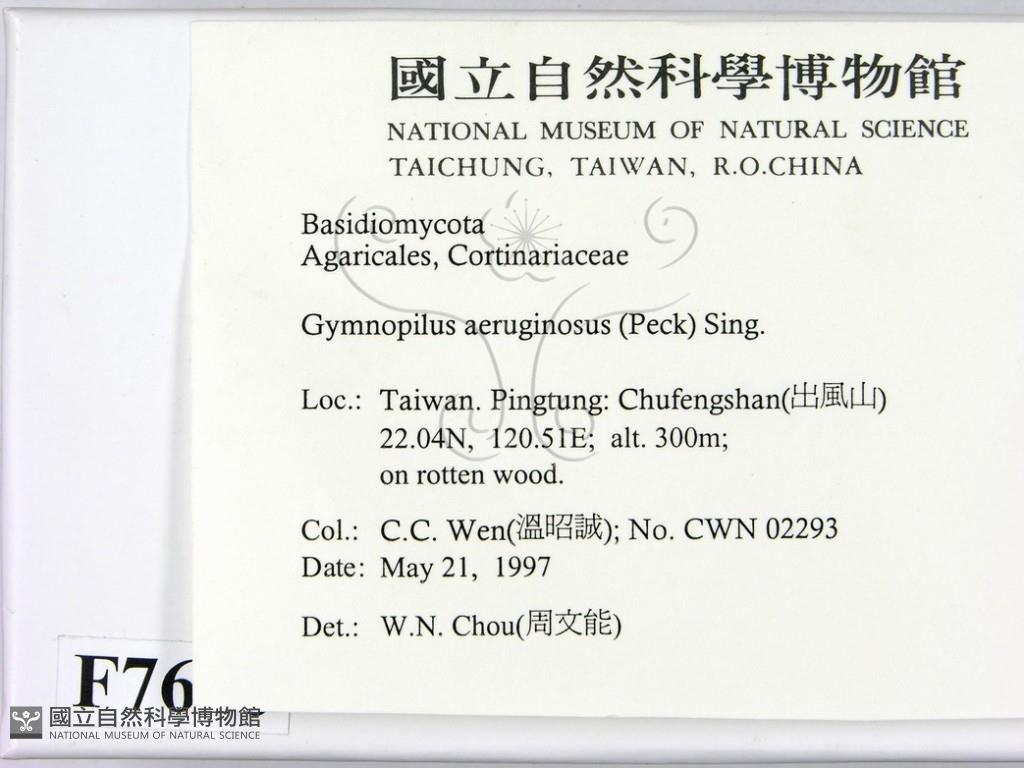 國立自然科學博物館
NATIONAL MUSEUM OF NATURAL SCIENCE
TAICHUNG, TAIWAN, R.O.CHINA
Basidiomycota
Agaricales, Cortinariaceae
Gymnopilus aeruginosus (Peck) Sing.
Loc.: Taiwan. Pingtung: Chufengshan(出風山)
22.04N, 120.51E; alt. 300m;
on rotten wood.
Col.: C.C. Wen(溫昭誠); No. CWN 02293
Date: May 21, 1997
Det.: W.N. Chou(周文能)
F76
國立自然科學博物館
NATIONAL MUSEUM OF NATURAL SCIENCE